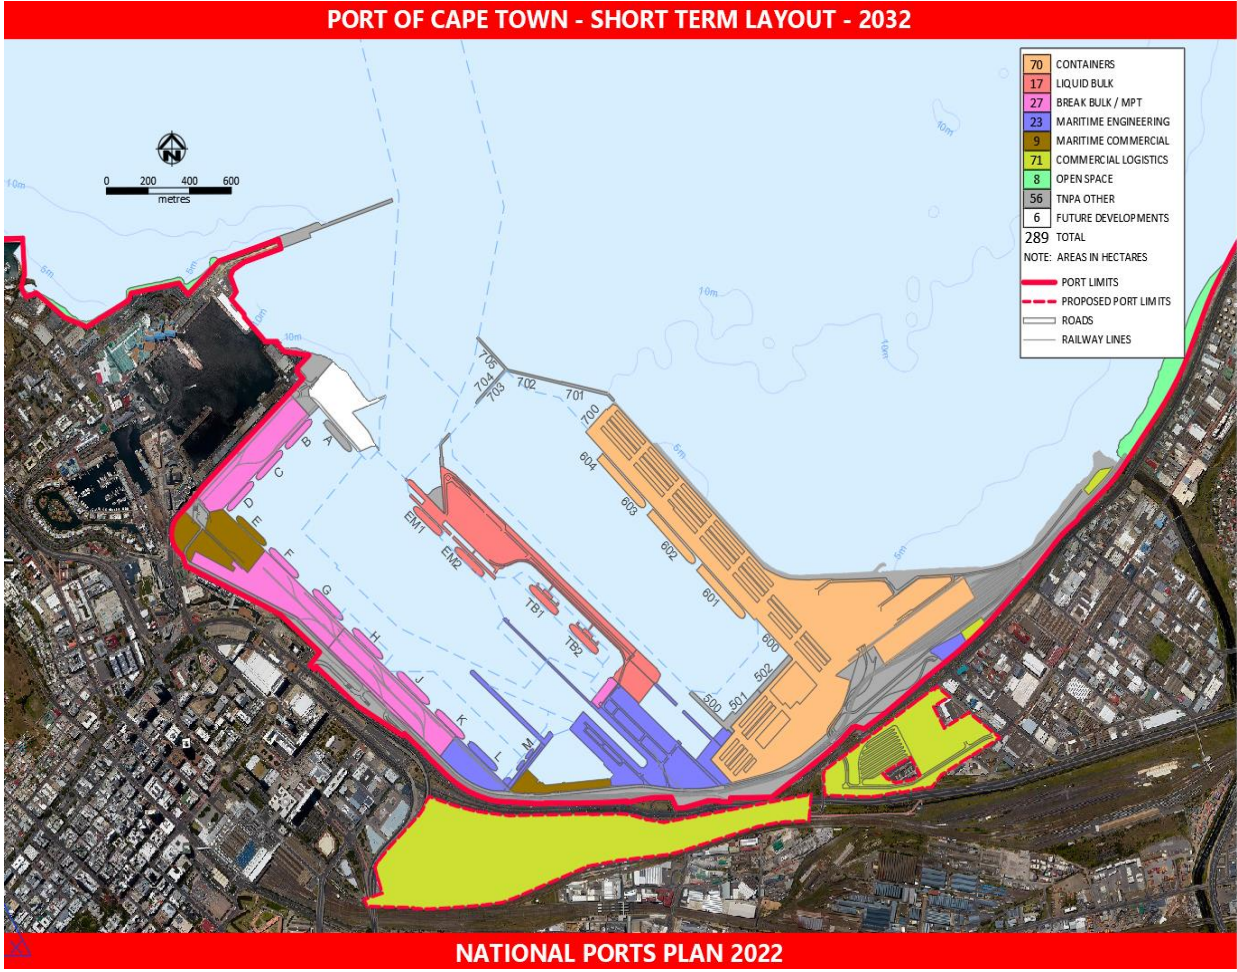 PORT OF CAPE TOWN - SHORT TERM LAYOUT - 2032
70 CONTAINERS
17 LIQUID BULK
27 BREAK BULK / MPT
23 MARITIME ENGINEERING
9 MARITIME COMMERCIAL
71 COMMERCIAL LOGISTICS
8 OPEN SPACE
56 TNPA OTHER
6 FUTURE DEVELOPMENTS
289 TOTAL
NOTE: AREAS IN HECTARES
PORT LIMITS
PROPOSED PORT LIMITS
ROADS
RAILWAY LINES
N
0 200 400 600
metres
10m
10m
5m
5m
10m
10m
10m
10m
5m
5m
705
704
703
702
701
700
604
603
602
601
600
502
501
500
A
B
C
D
E
F
G
H
J
K
L
M
EM1
EM2
TB1
TB2
NATIONAL PORTS PLAN 2022